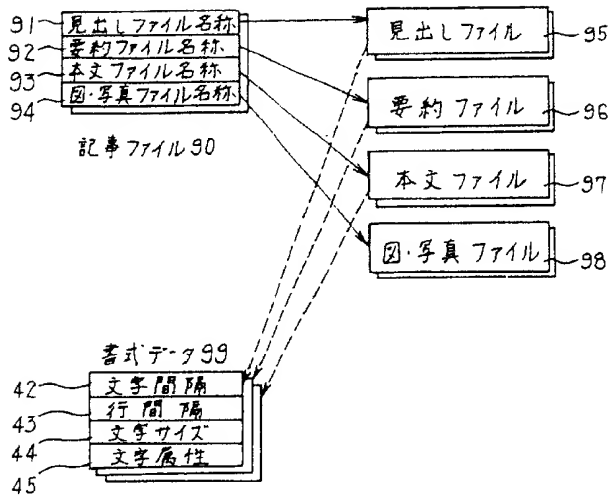 91 見出しファイル名称
92 要約ファイル名称
93 本文ファイル名称
94 図・写真ファイル名称
記事ファイル90
見出しファイル 95
要約ファイル 96
本文ファイル 97
図・写真ファイル 98
書式データ99
42 文字間隔
43 行間隔
44 文字サイズ
45 文字属性